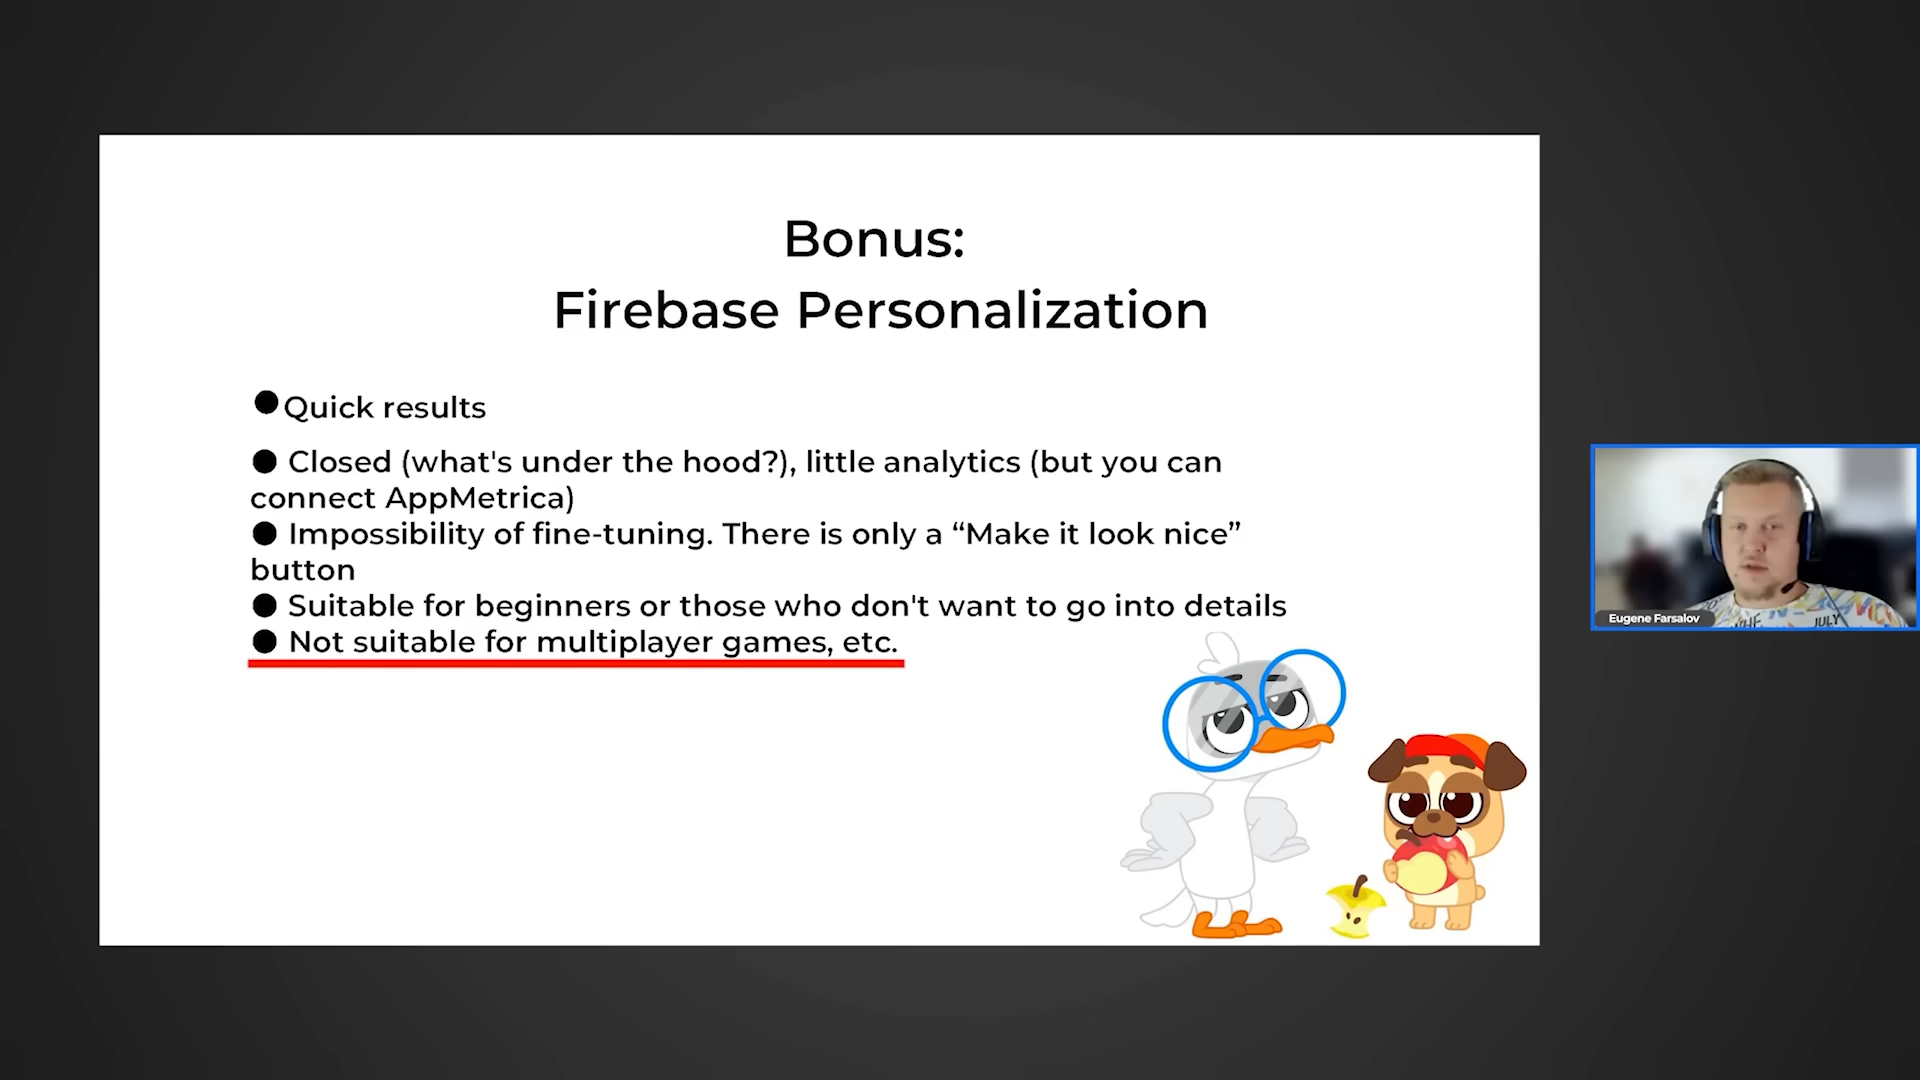 Bonus:
Firebase Personalization
● Quick results
● Closed (what's under the hood?), little analytics (but you can
connect AppMetrica)
● Impossibility of fine-tuning. There is only a “Make it look nice”
button
● Suitable for beginners or those who don't want to go into details
● Not suitable for multiplayer games, etc.
Eugene Farsalov
JULY